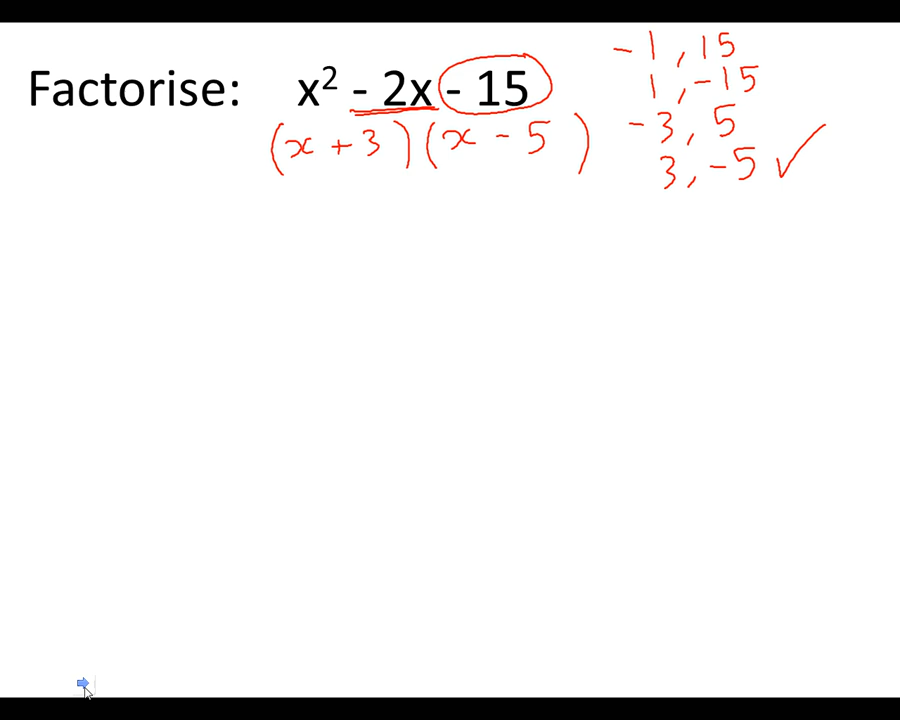 Factorise: x² - 2x - 15
(x + 3)(x - 5)
-1, 15
1, -15
-3, 5
3, -5 ✓